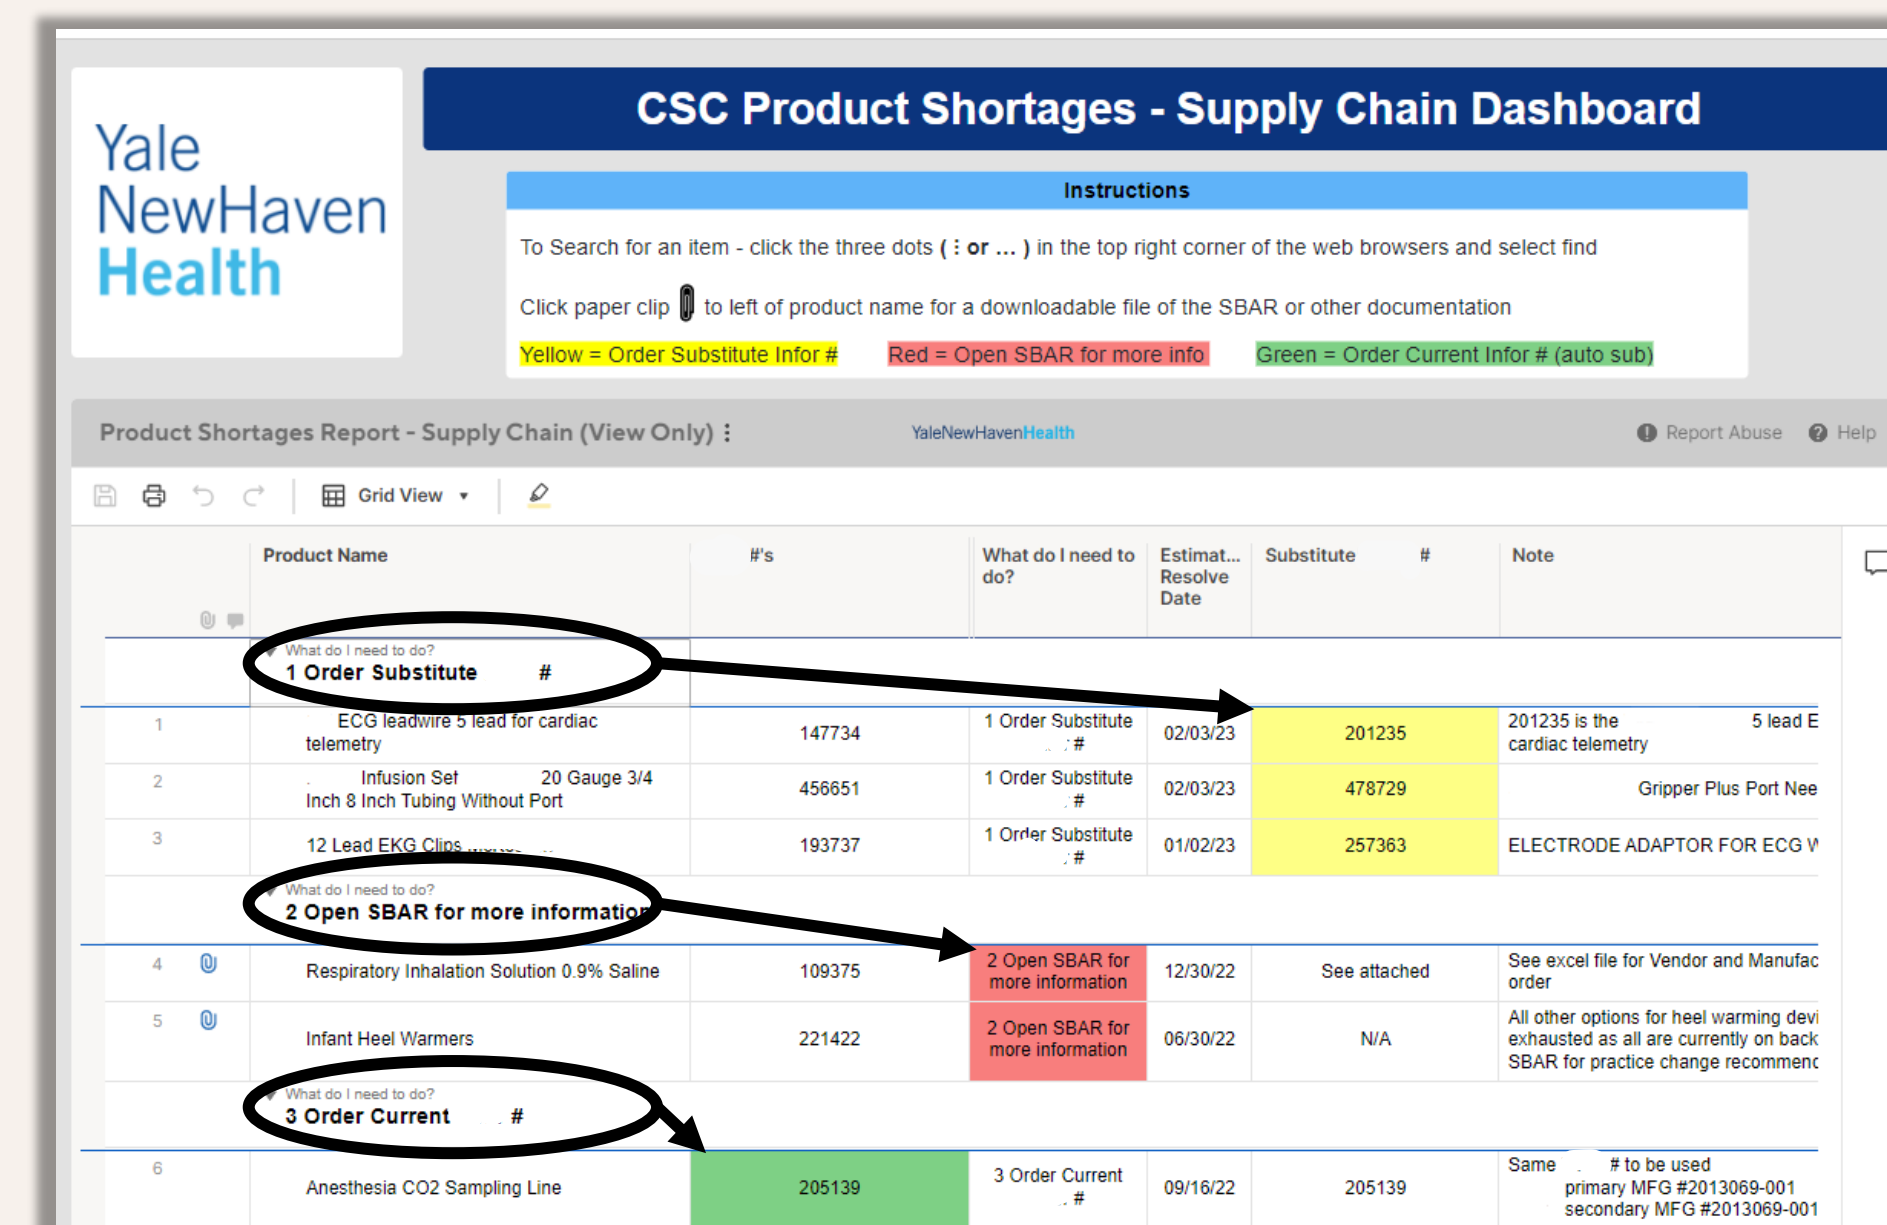 Yale
NewHaven
Health
CSC Product Shortages - Supply Chain Dashboard
Instructions
To Search for an item - click the three dots ( ⋮ or ... ) in the top right corner of the web browsers and select find
Click paper clip to left of product name for a downloadable file of the SBAR or other documentation
Yellow = Order Substitute Infor # Red = Open SBAR for more info Green = Order Current Infor # (auto sub)
Product Shortages Report - Supply Chain (View Only) ⋮ YaleNewHavenHealth Report Abuse Help
Grid View
Product Name #'s What do I need to Estimat... Substitute # Note
do? Resolve
Date
What do I need to do?
1 Order Substitute #
1 ECG leadwire 5 lead for cardiac 147734 1 Order Substitute 02/03/23 201235 201235 is the 5 lead E
telemetry # cardiac telemetry
2 Infusion Set 20 Gauge 3/4 456651 1 Order Substitute 02/03/23 478729 Gripper Plus Port Nee
Inch 8 Inch Tubing Without Port #
3 12 Lead EKG Clips 193737 1 Order Substitute 01/02/23 257363 ELECTRODE ADAPTOR FOR ECG W
#
What do I need to do?
2 Open SBAR for more information
4 Respiratory Inhalation Solution 0.9% Saline 109375 2 Open SBAR for 12/30/22 See attached See excel file for Vendor and Manufac
more information order
5 Infant Heel Warmers 221422 2 Open SBAR for 06/30/22 N/A All other options for heel warming devi
more information exhausted as all are currently on back
SBAR for practice change recommend
What do I need to do?
3 Order Current #
6 Anesthesia CO2 Sampling Line 205139 3 Order Current 09/16/22 205139 Same # to be used
# primary MFG #2013069-001
secondary MFG #2013069-001